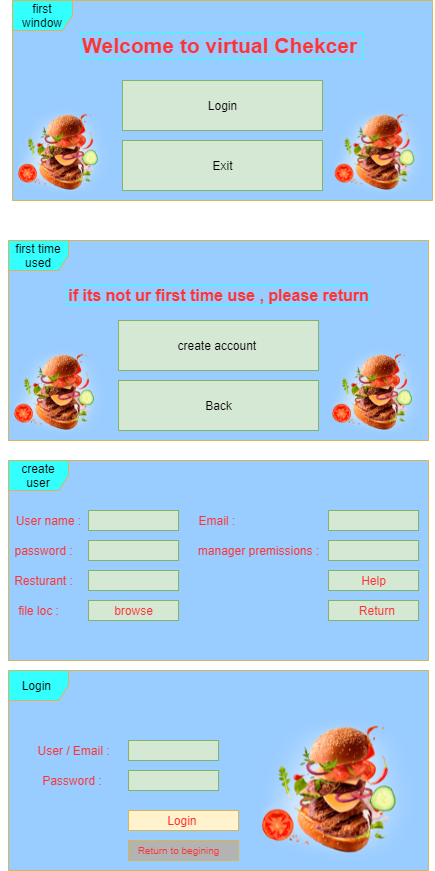 first
window
Welcome to virtual Chekcer
Login
Exit
first time
used
if its not ur first time use , please return
create account
Back
create
user
User name :
Email :
password :
manager premissions :
Resturant :
Help
file loc :
browse
Return
Login
User / Email :
Password :
Login
Return to begining